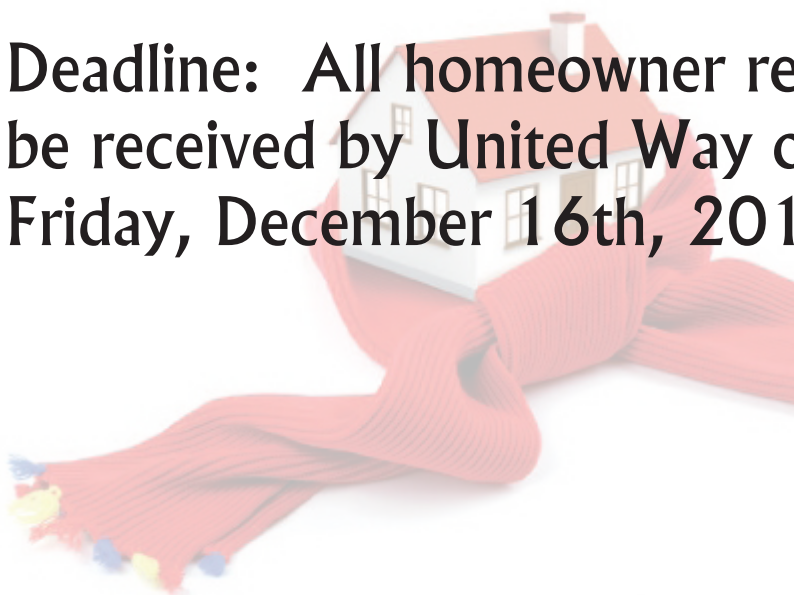 Deadline:  All homeowner re
be received by United Way o
Friday, December 16th, 201